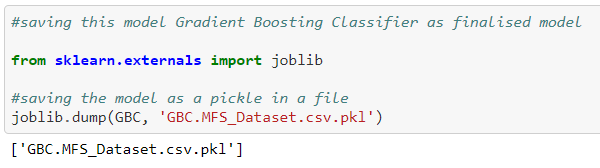 #saving this model Gradient Boosting Classifier as finalised model
from sklearn.externals import joblib
#saving the model as a pickle in a file
joblib.dump(GBC, 'GBC.MFS_Dataset.csv.pkl')
['GBC.MFS_Dataset.csv.pkl']